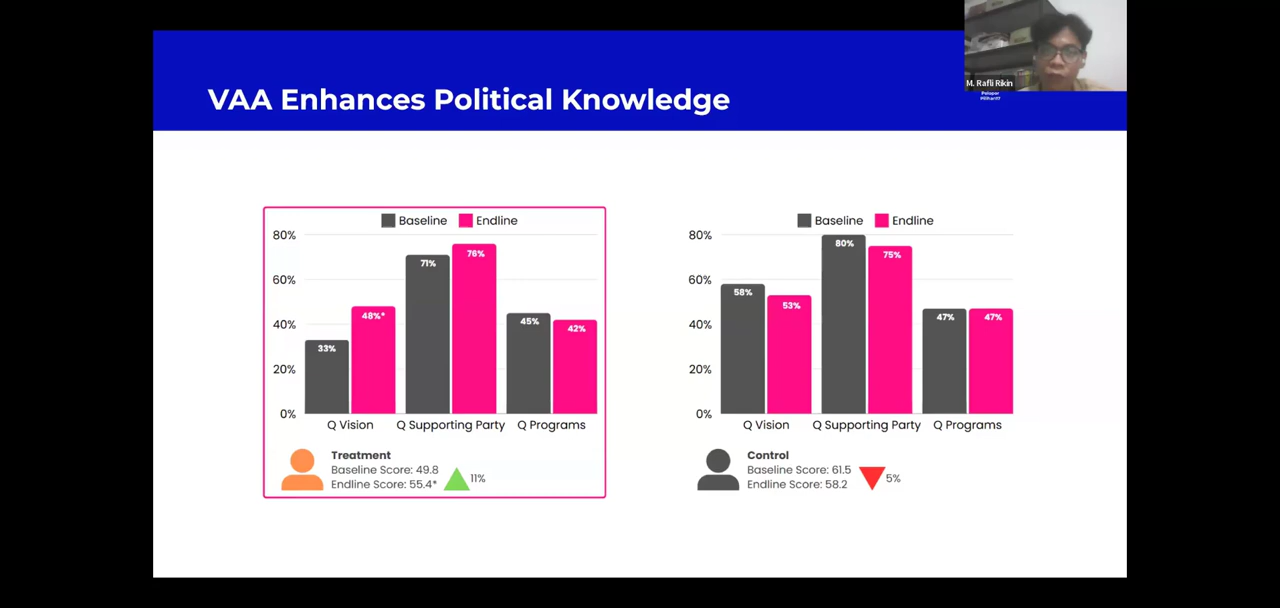 M. Rafli Rikin
Pelapor
#PilihanY
VAA Enhances Political Knowledge
Baseline Endline
80%
60%
40%
20%
0%
33%
48%*
71%
76%
45%
42%
Q Vision Q Supporting Party Q Programs
Treatment
Baseline Score: 49.8
Endline Score: 55.4*
11%
Baseline Endline
80%
60%
40%
20%
0%
58%
53%
80%
75%
47%
47%
Q Vision Q Supporting Party Q Programs
Control
Baseline Score: 61.5
Endline Score: 58.2
5%